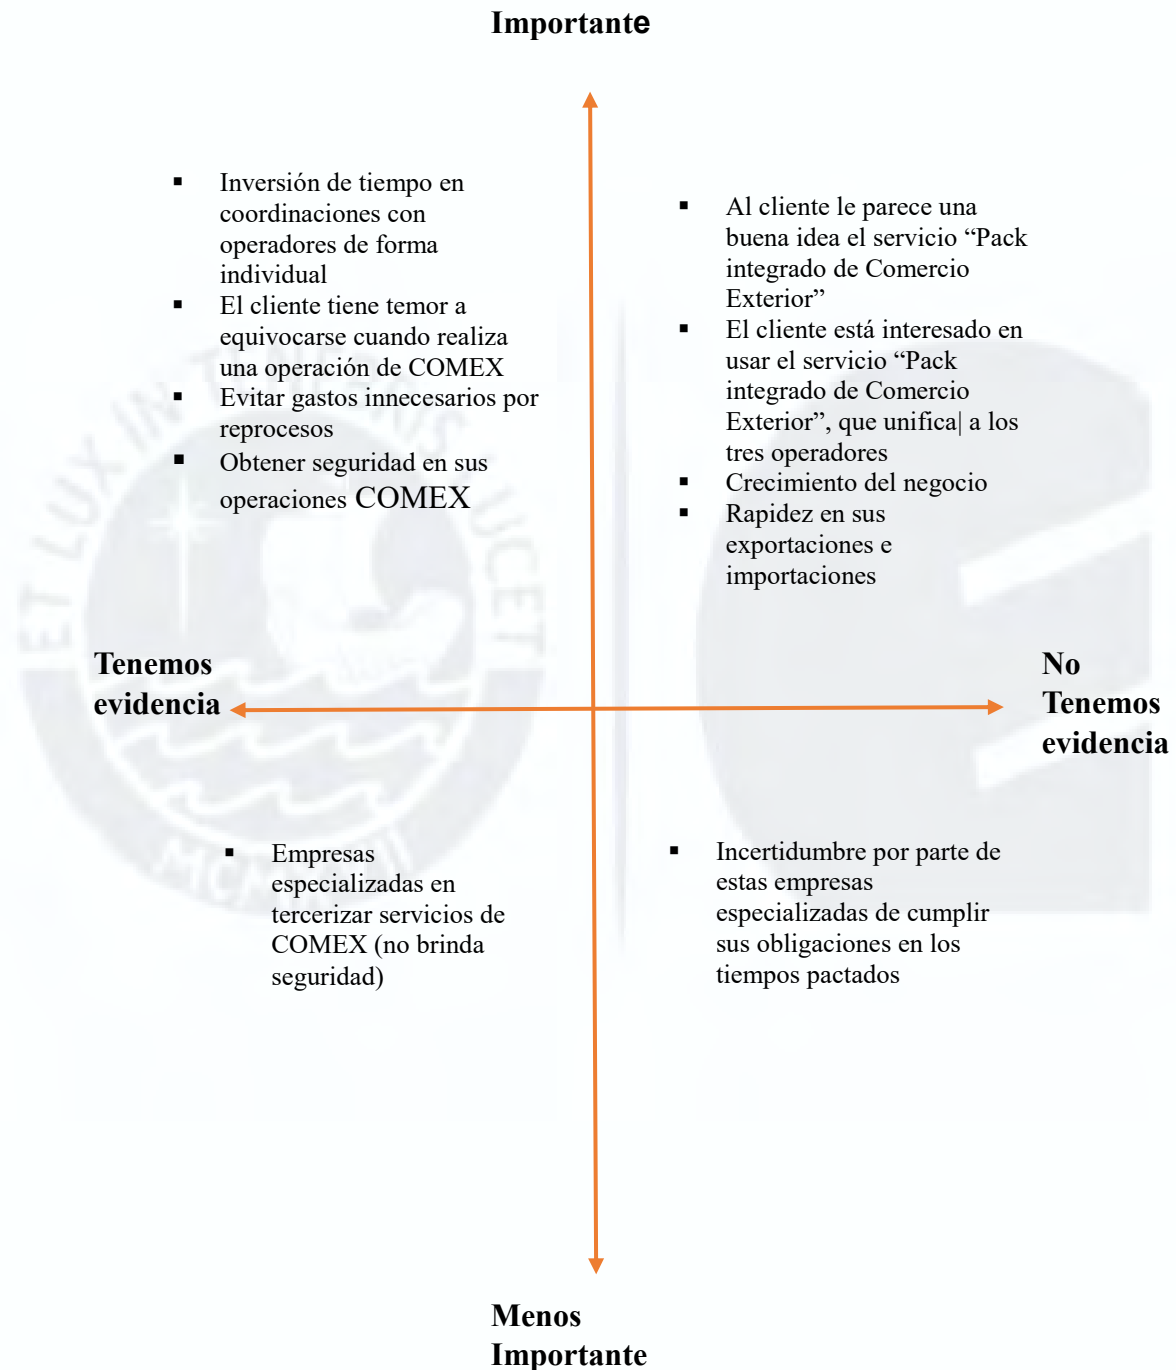 Importante
▪ Inversión de tiempo en
coordinaciones con
operadores de forma
individual
▪ El cliente tiene temor a
equivocarse cuando realiza
una operación de COMEX
▪ Evitar gastos innecesarios por
reprocesos
▪ Obtener seguridad en sus
operaciones COMEX
▪ Al cliente le parece una
buena idea el servicio “Pack
integrado de Comercio
Exterior”
▪ El cliente está interesado en
usar el servicio “Pack
integrado de Comercio
Exterior”, que unifica| a los
tres operadores
▪ Crecimiento del negocio
▪ Rapidez en sus
exportaciones e
importaciones
Tenemos
evidencia
No
Tenemos
evidencia
▪ Empresas
especializadas en
tercerizar servicios de
COMEX (no brinda
seguridad)
▪ Incertidumbre por parte de
estas empresas
especializadas de cumplir
sus obligaciones en los
tiempos pactados
Menos
Importante
ET LUX IN TENEBRIS LUCET